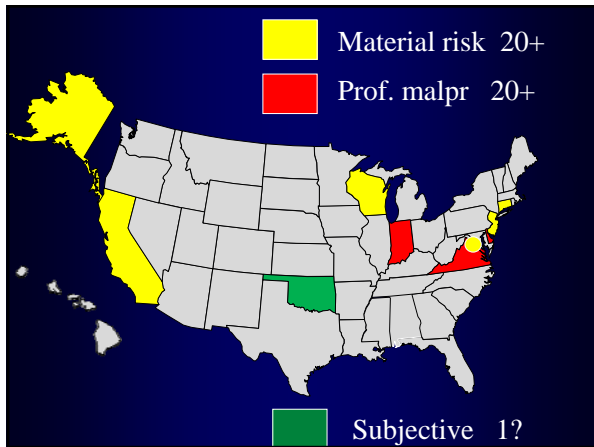 Material risk 20+
Prof. malpr 20+
Subjective 1?